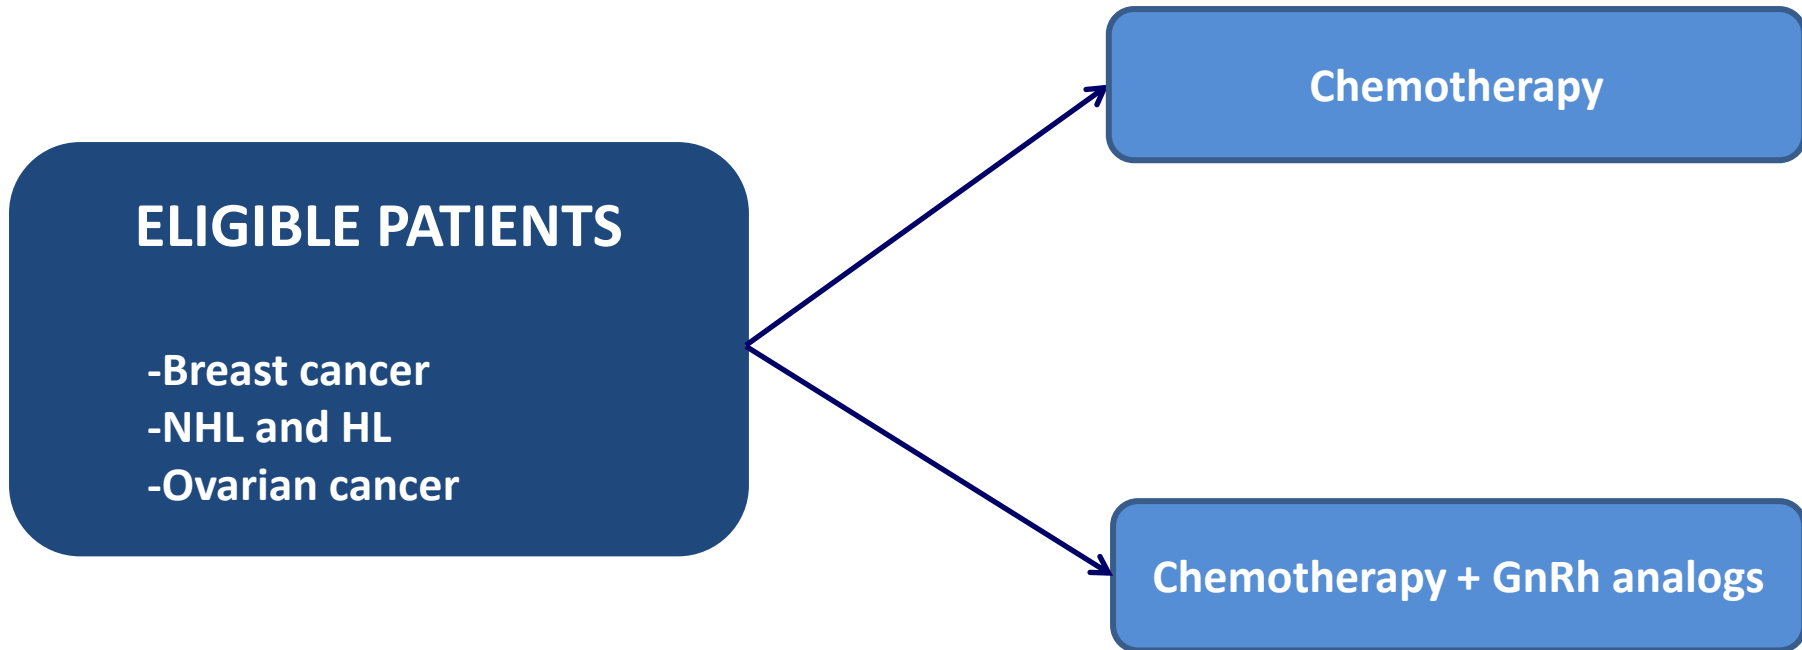 ELIGIBLE PATIENTS
-Breast cancer
-NHL and HL
-Ovarian cancer
Chemotherapy
Chemotherapy + GnRh analogs